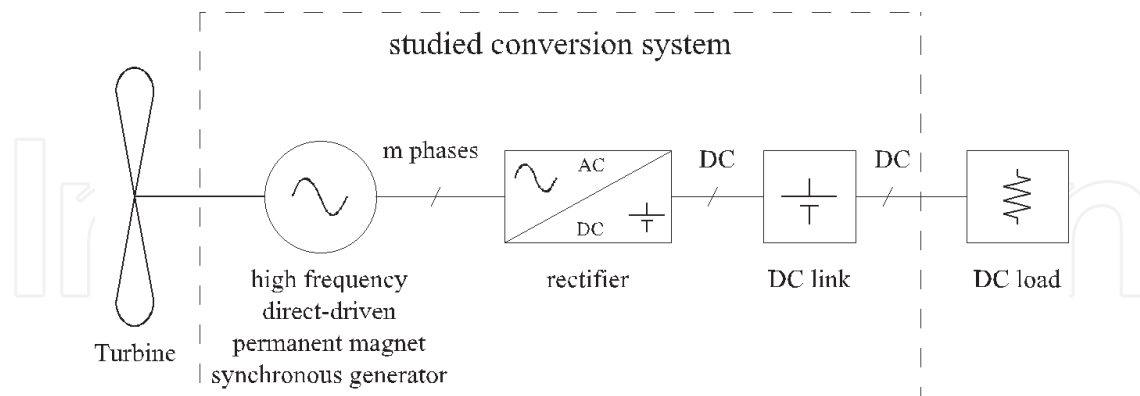 studied conversion system
m phases
AC
DC
DC
DC
high frequency
direct-driven
permanent magnet
synchronous generator
rectifier
DC link
DC load
Turbine